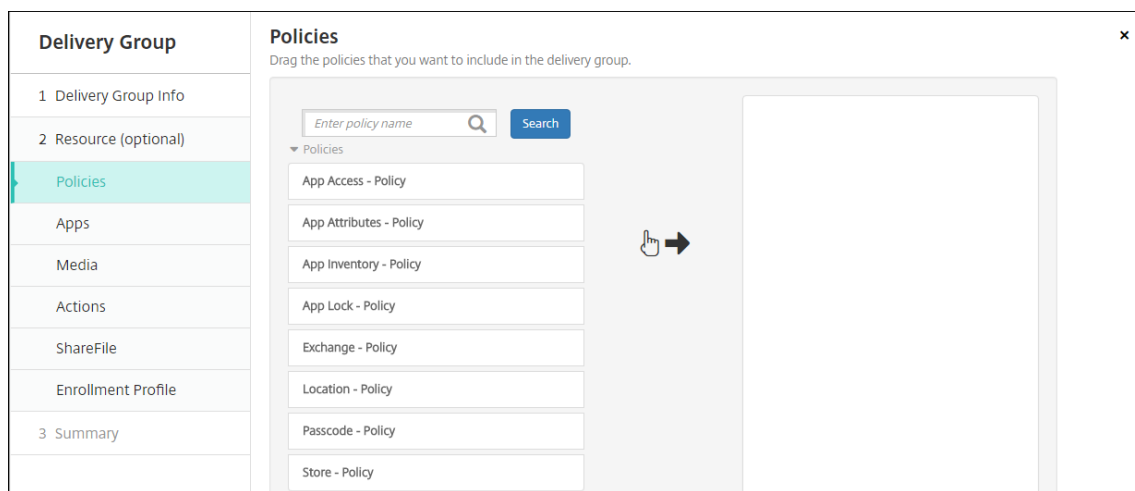 Delivery Group
1 Delivery Group Info
2 Resource (optional)
Policies
Apps
Media
Actions
ShareFile
Enrollment Profile
3 Summary
Policies
×
Drag the policies that you want to include in the delivery group.
Enter policy name
Search
Policies
App Access - Policy
App Attributes - Policy
App Inventory - Policy
App Lock - Policy
Exchange - Policy
Location - Policy
Passcode - Policy
Store - Policy